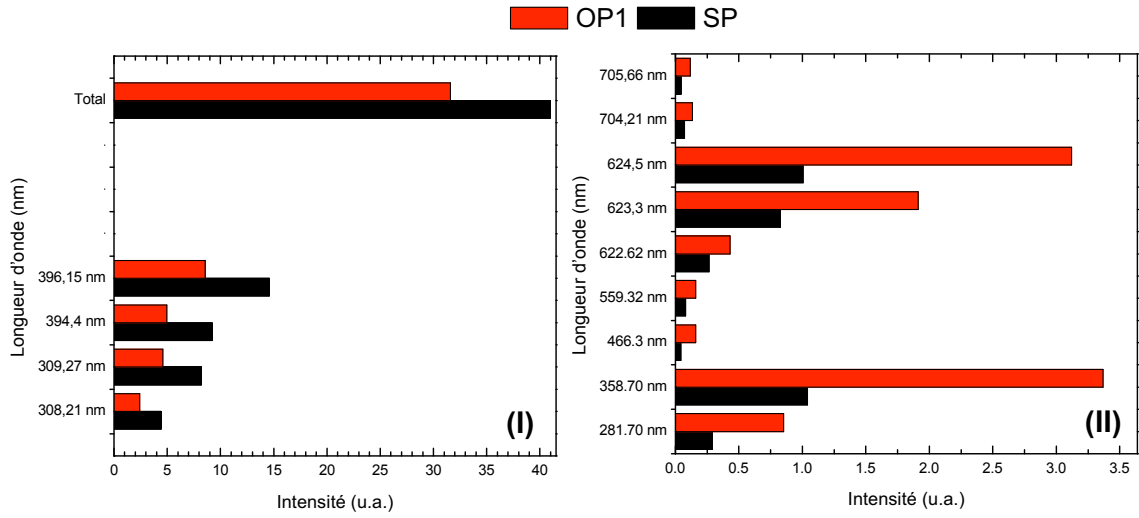 OP1 SP
Total
396,15 nm
394,4 nm
309,27 nm
308,21 nm
Longueur d'onde (nm)
0 5 10 15 20 25 30 35 40
Intensité (u.a.)
(I)
705,66 nm
704,21 nm
624,5 nm
623,3 nm
622.62 nm
559.32 nm
466.3 nm
358.70 nm
281.70 nm
Longueur d'onde (nm)
0.0 0.5 1.0 1.5 2.0 2.5 3.0 3.5
Intensité (u.a.)
(II)